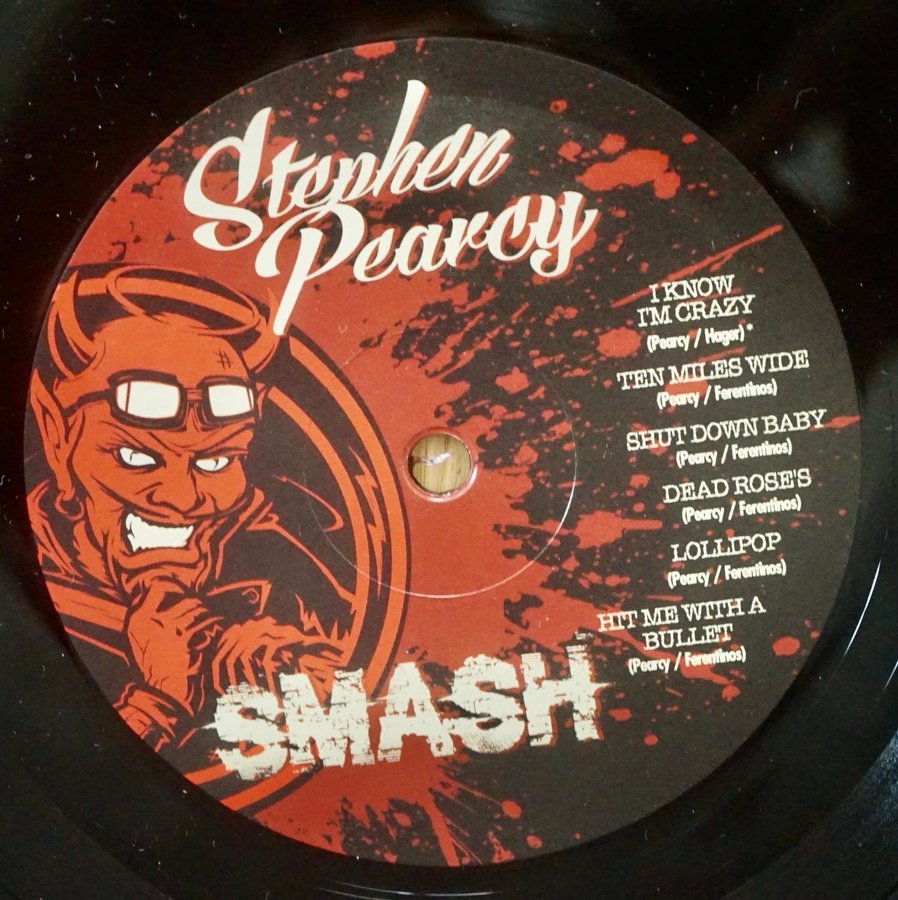 Stephen
Pearcy
I KNOW
I'M CRAZY
(Pearcy / Hager) *
TEN MILES WIDE
(Pearcy / Ferentinos)
SHUT DOWN BABY
(Pearcy / Ferentinos)
DEAD ROSE'S
(Pearcy / Ferentinos)
LOLLIPOP
(Pearcy / Ferentinos)
HIT ME WITH A
BULLET
(Pearcy / Ferentinos)
SMASH